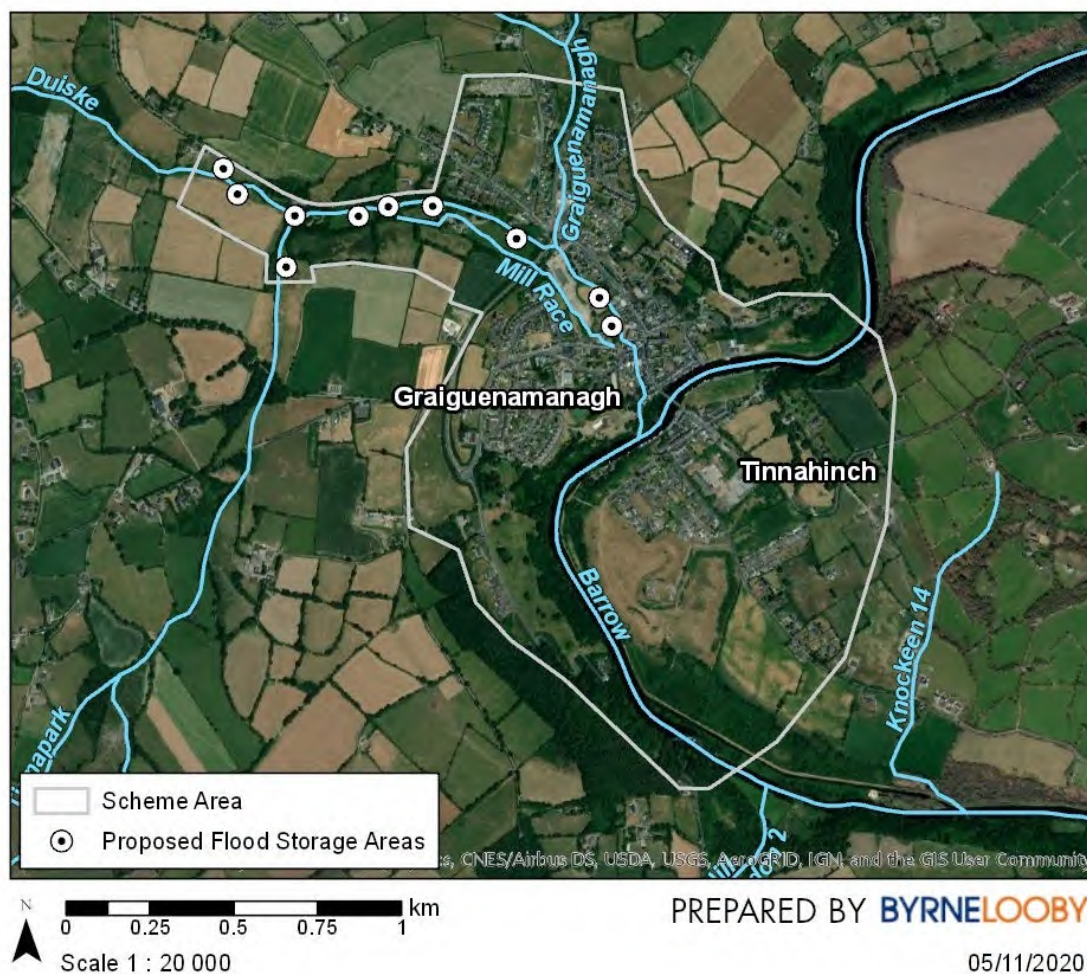 Duiske
Graiguenamanagh
Mill Race
Graiguenamanagh
Tinnahinch
Barrow
Knockeen 14
Scheme Area
Proposed Flood Storage Areas
CNES/Airbus DS, USDA, USGS, AeroGRID, IGN, and the GIS User Community
N
km
0 0.25 0.5 0.75 1
Scale 1 : 20 000
PREPARED BY BYRNELOOBY
05/11/2020